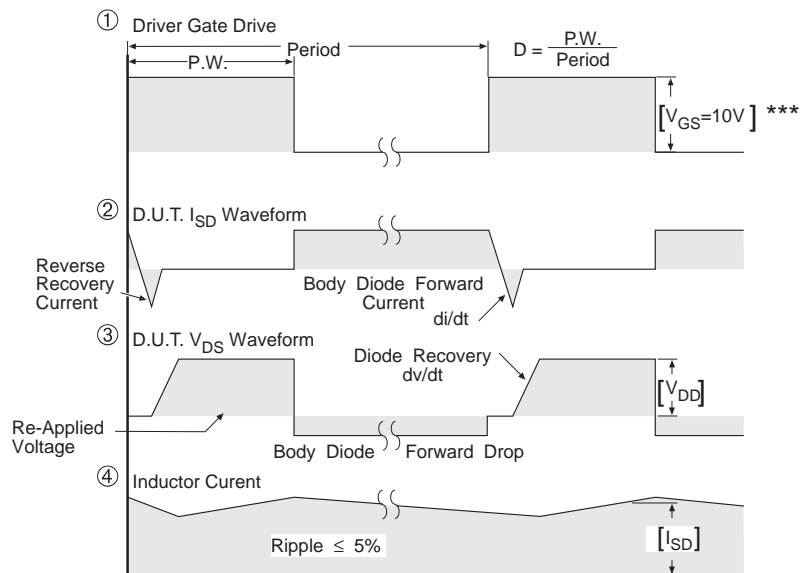 ① Driver Gate Drive
Period
P.W.
D = P.W. / Period
[VGS=10V] ***
② D.U.T. ISD Waveform
Reverse
Recovery
Current
Body Diode Forward
Current
di/dt
③ D.U.T. VDS Waveform
Diode Recovery
dv/dt
[VDD]
Re-Applied
Voltage
Body Diode Forward Drop
④ Inductor Curent
Ripple ≤ 5%
[ISD]